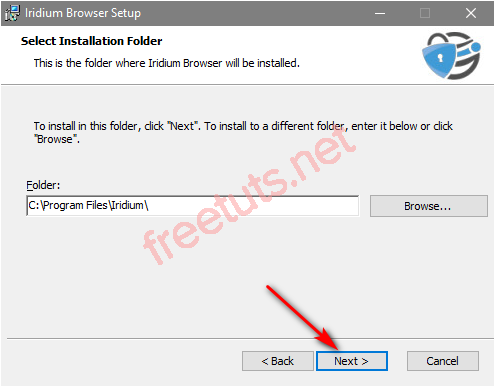 Iridium Browser Setup
Select Installation Folder
This is the folder where Iridium Browser will be installed.
To install in this folder, click "Next". To install to a different folder, enter it below or click
"Browse".
Folder:
C:\Program Files\Iridium\
Browse...
freetuts.net
< Back
Next >
Cancel